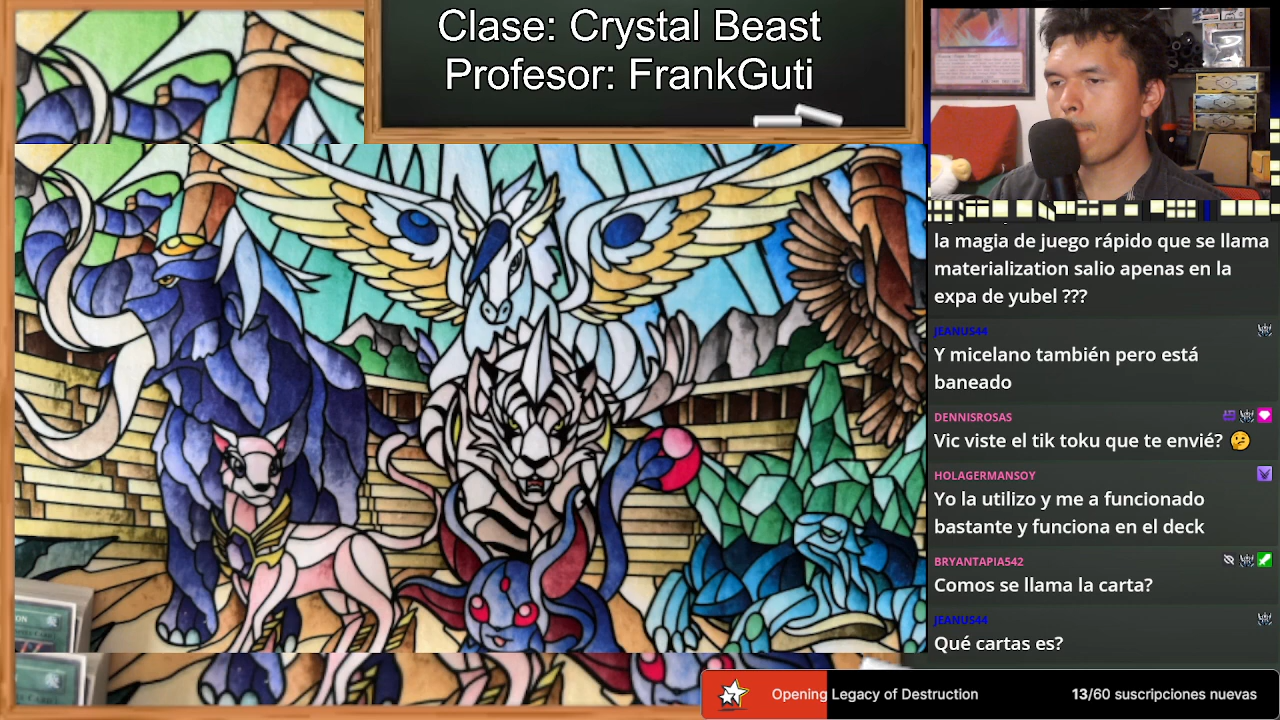 Clase: Crystal Beast
Profesor: FrankGuti
la magia de juego rápido que se llama
materialization salio apenas en la
expa de yubel ???
JEANUS44
Y micelano también pero está
baneado
DENNISROSAS
Vic viste el tik toku que te envié? 🤔
HOLAGERMANSOY
Yo la utilizo y me a funcionado
bastante y funciona en el deck
BRYANTAPIA542
Comos se llama la carta?
JEANUS44
Qué cartas es?
Opening Legacy of Destruction
13/60 suscripciones nuevas